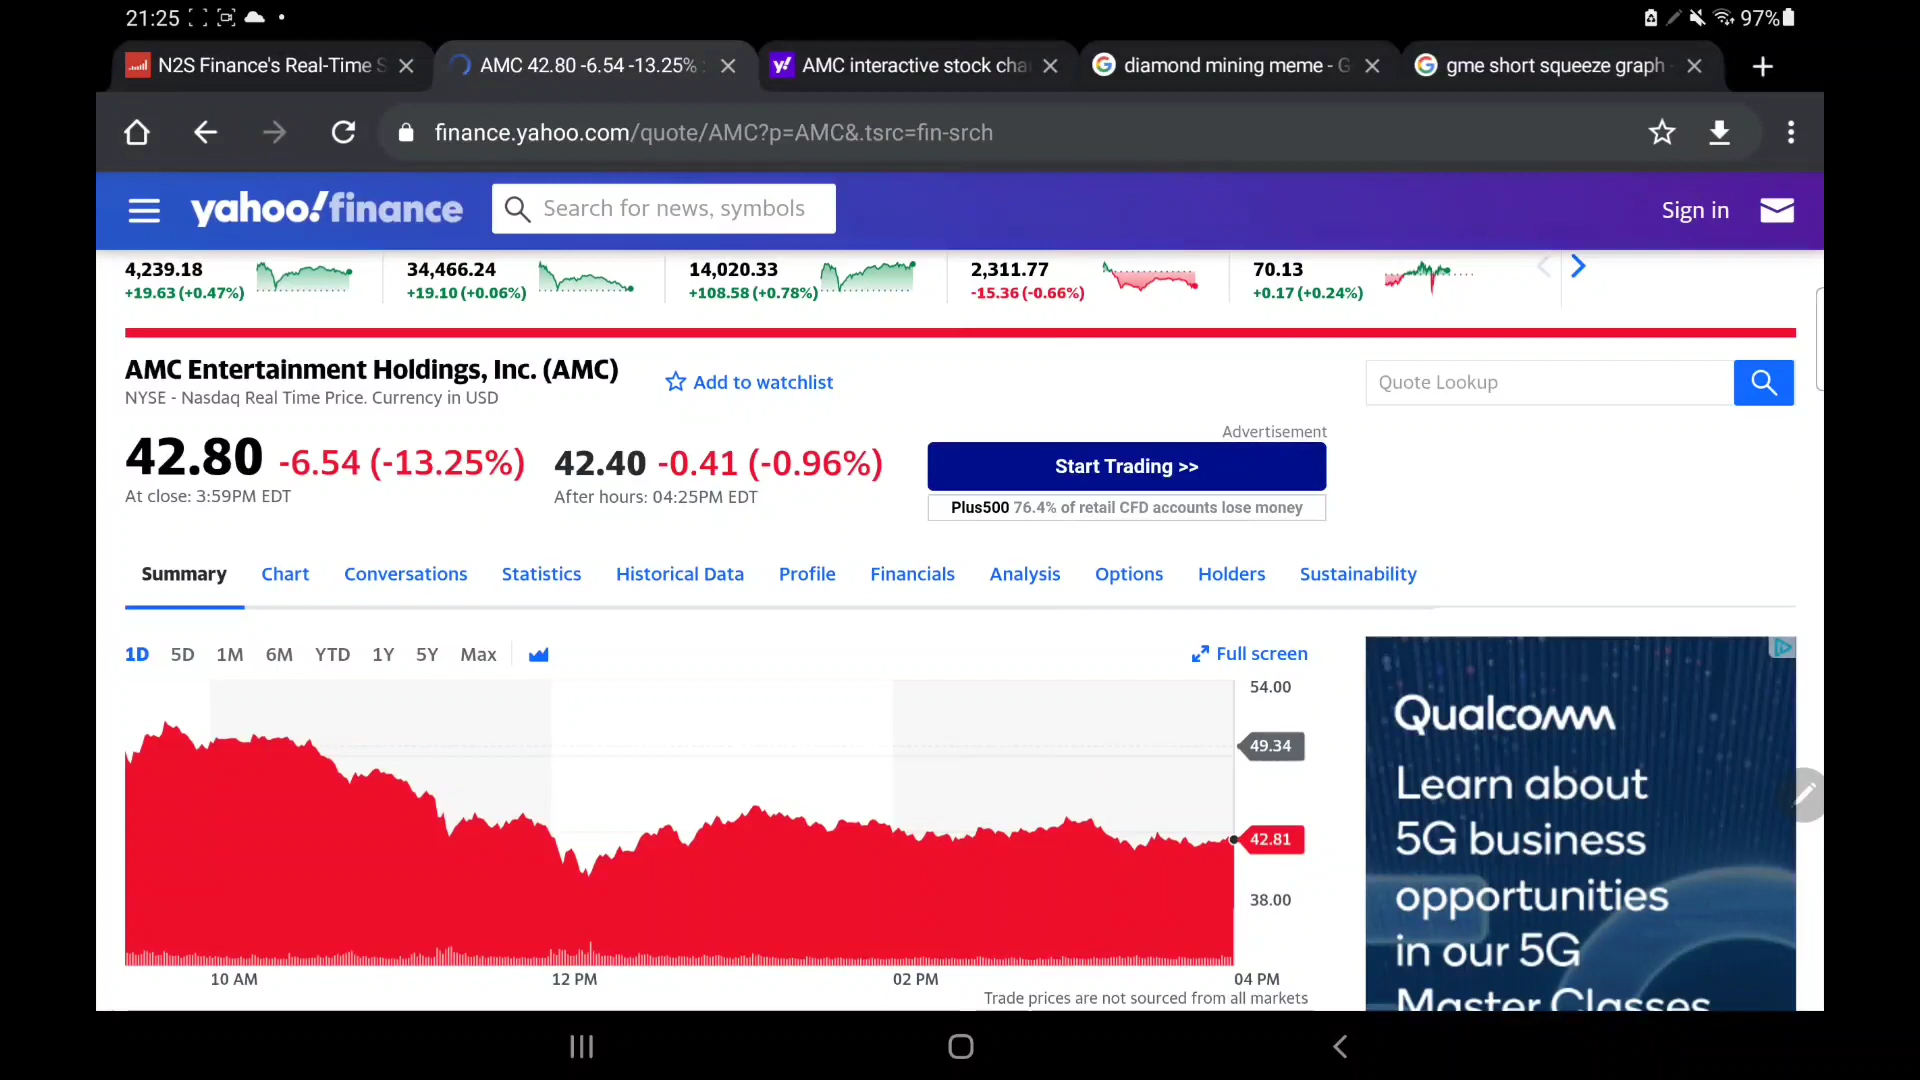 21:25
97%
N2S Finance's Real-Time S
AMC 42.80 -6.54 -13.25% :
AMC interactive stock cha
diamond mining meme - G
gme short squeeze graph -
finance.yahoo.com/quote/AMC?p=AMC&.tsrc=fin-srch
yahoo!finance
Search for news, symbols
Sign in
4,239.18
+19.63 (+0.47%)
34,466.24
+19.10 (+0.06%)
14,020.33
+108.58 (+0.78%)
2,311.77
-15.36 (-0.66%)
70.13
+0.17 (+0.24%)
AMC Entertainment Holdings, Inc. (AMC)
NYSE - Nasdaq Real Time Price. Currency in USD
Add to watchlist
Quote Lookup
42.80 -6.54 (-13.25%)
At close: 3:59PM EDT
42.40 -0.41 (-0.96%)
After hours: 04:25PM EDT
Advertisement
Start Trading >>
Plus500 76.4% of retail CFD accounts lose money
Summary Chart Conversations Statistics Historical Data Profile Financials Analysis Options Holders Sustainability
1D 5D 1M 6M YTD 1Y 5Y Max
Full screen
54.00
49.34
42.81
38.00
10 AM 12 PM 02 PM 04 PM
Trade prices are not sourced from all markets
Qualcomm
Learn about
5G business
opportunities
in our 5G
Master Classes